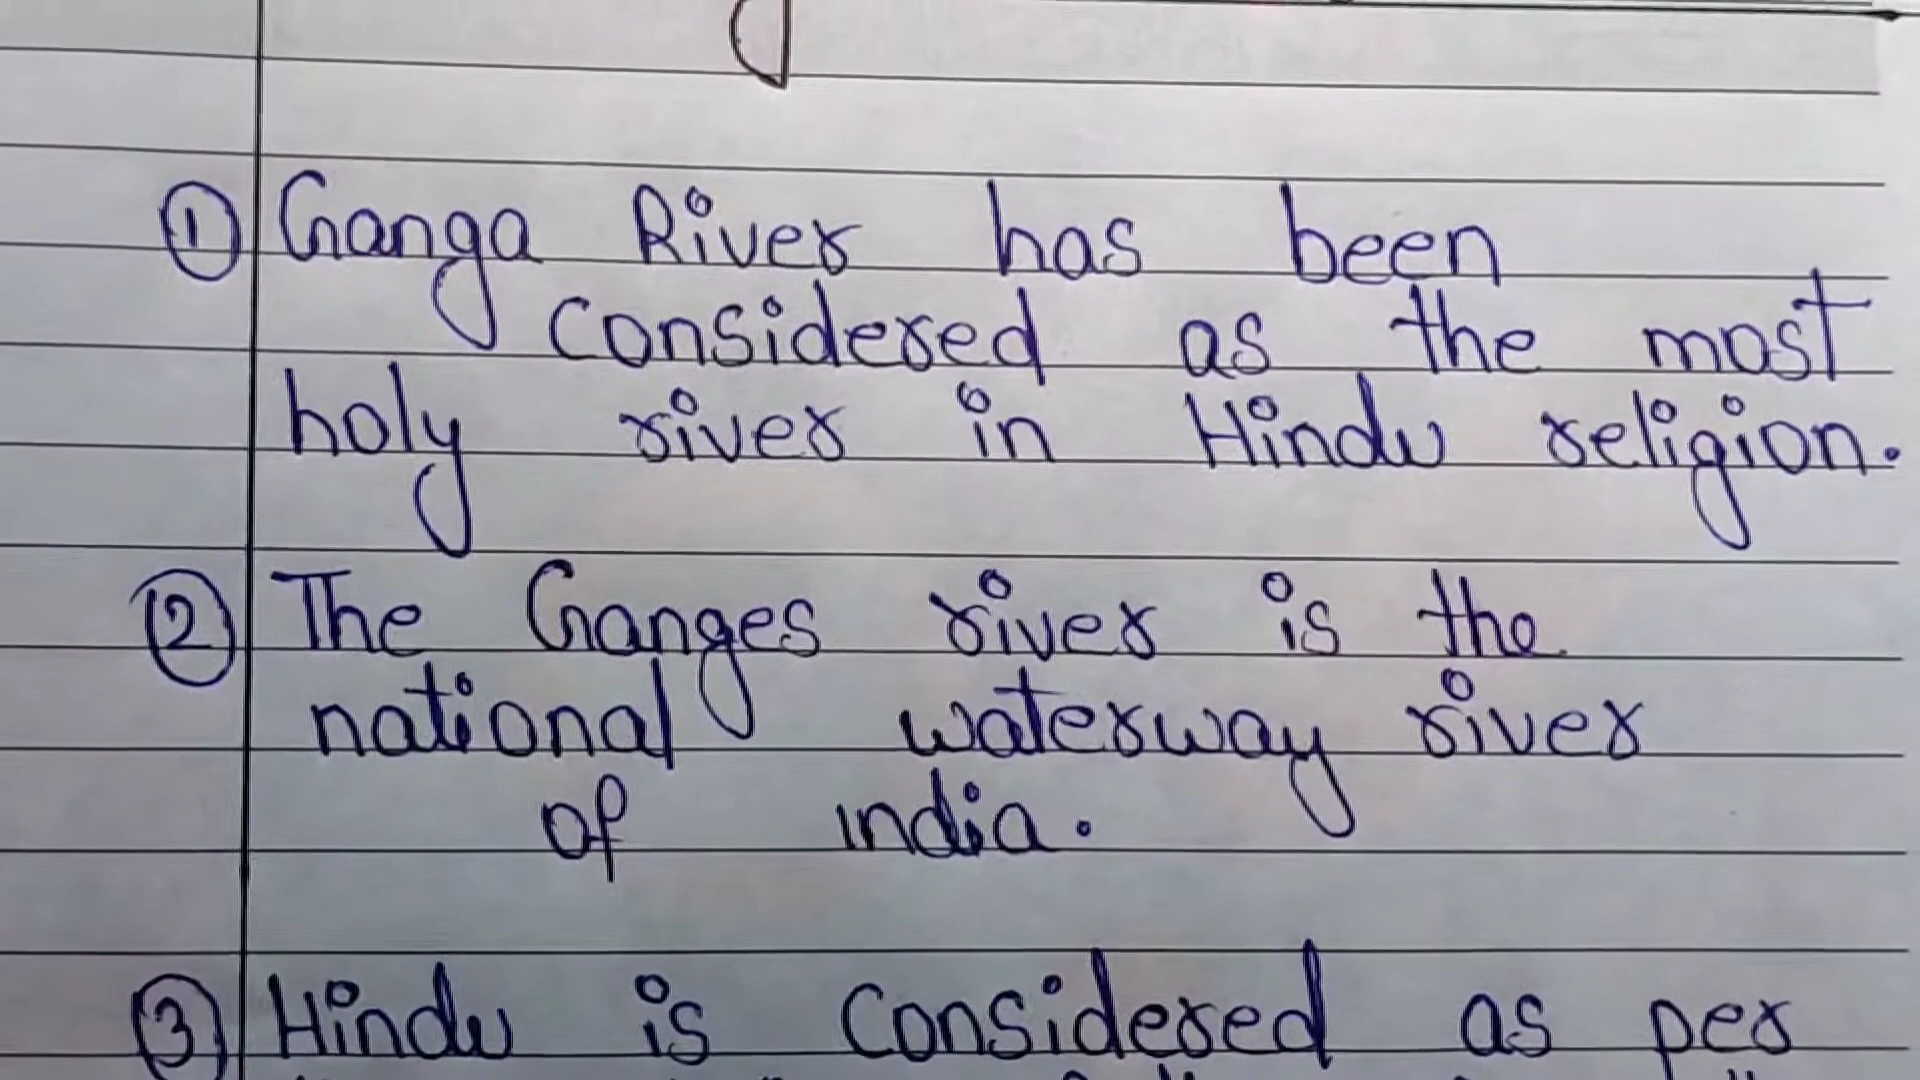 ① Ganga River has been
considered as the most
holy river in Hindu religion.
② The Ganges river is the
national waterway river
of india.
③ Hindu is considered as per